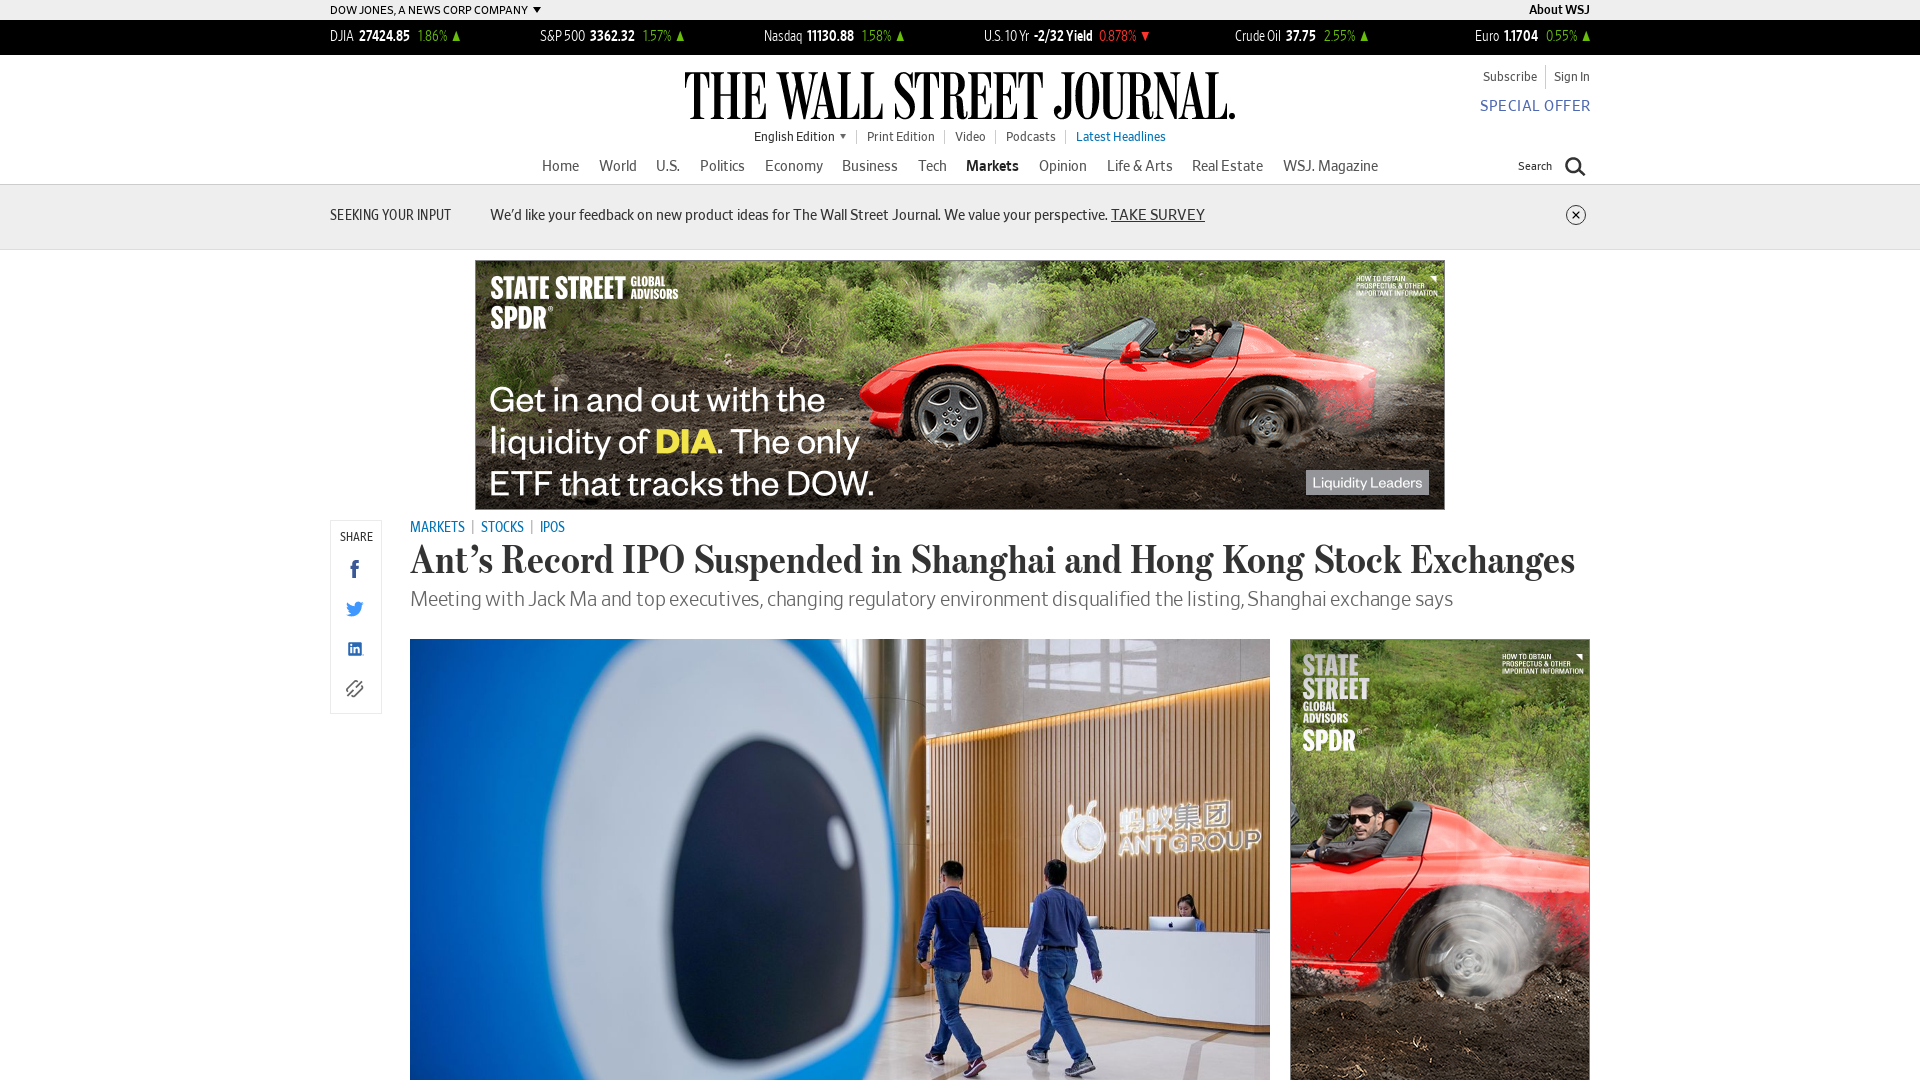 DOW JONES, A NEWS CORP COMPANY
About WSJ
DJIA 27424.85 1.86%
S&P 500 3362.32 1.57%
Nasdaq 11130.88 1.58%
U.S. 10 Yr -2/32 Yield 0.878%
Crude Oil 37.75 2.55%
Euro 1.1704 0.55%
THE WALL STREET JOURNAL.
Subscribe Sign In
SPECIAL OFFER
English Edition Print Edition Video Podcasts Latest Headlines
Home World U.S. Politics Economy Business Tech Markets Opinion Life & Arts Real Estate WSJ. Magazine
Search
SEEKING YOUR INPUT
We’d like your feedback on new product ideas for The Wall Street Journal. We value your perspective. TAKE SURVEY
STATE STREET GLOBAL ADVISORS
SPDR®
HOW TO OBTAIN
PROSPECTUS & OTHER
IMPORTANT INFORMATION
Get in and out with the
liquidity of DIA. The only
ETF that tracks the DOW.
Liquidity Leaders
SHARE
MARKETS | STOCKS | IPOS
Ant’s Record IPO Suspended in Shanghai and Hong Kong Stock Exchanges
Meeting with Jack Ma and top executives, changing regulatory environment disqualified the listing, Shanghai exchange says
蚂蚁集团
ANT GROUP
STATE
STREET
GLOBAL
ADVISORS
SPDR®
HOW TO OBTAIN
PROSPECTUS & OTHER
IMPORTANT INFORMATION